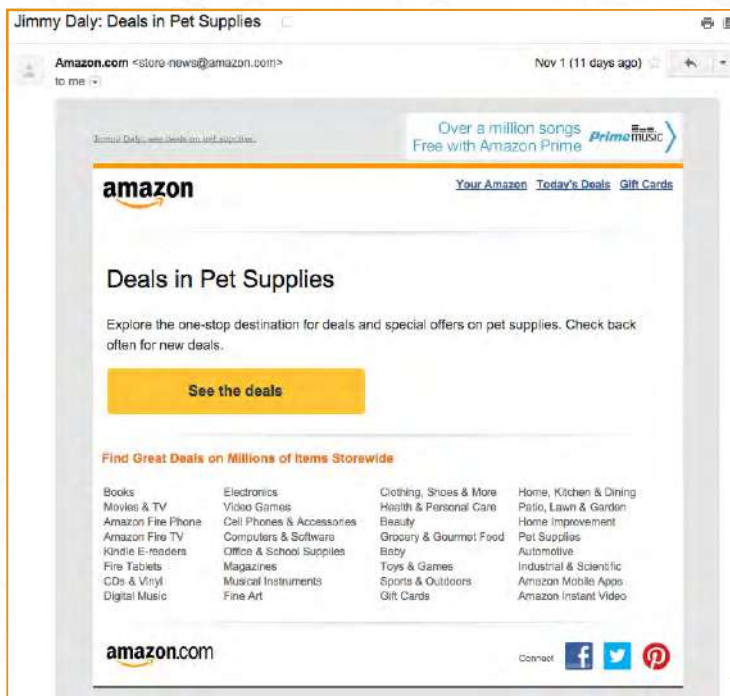 Jimmy Daly: Deals in Pet Supplies
Amazon.com <store-news@amazon.com>
Nov 1 (11 days ago)
to me
Jimmy Daly, see deals on pet supplies.
Over a million songs
Free with Amazon Prime
Prime music
amazon
Your Amazon Today's Deals Gift Cards
Deals in Pet Supplies
Explore the one-stop destination for deals and special offers on pet supplies. Check back
often for new deals.
See the deals
Find Great Deals on Millions of Items Storewide
Books
Movies & TV
Amazon Fire Phone
Amazon Fire TV
Kindle E-readers
Fire Tablets
CDs & Vinyl
Digital Music
Electronics
Video Games
Cell Phones & Accessories
Computers & Software
Office & School Supplies
Magazines
Musical Instruments
Fine Art
Clothing, Shoes & More
Health & Personal Care
Beauty
Grocery & Gourmet Food
Baby
Toys & Games
Sports & Outdoors
Gift Cards
Home, Kitchen & Dining
Patio, Lawn & Garden
Home Improvement
Pet Supplies
Automotive
Industrial & Scientific
Amazon Mobile Apps
Amazon Instant Video
amazon.com
Connect